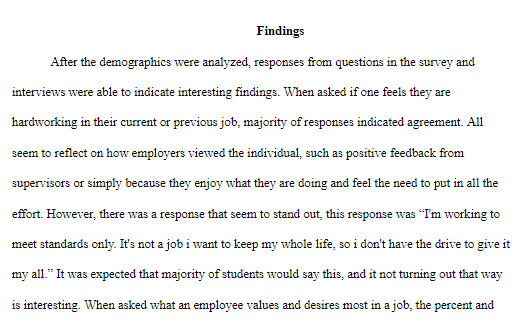 Findings
After the demographics were analyzed, responses from questions in the survey and
interviews were able to indicate interesting findings. When asked if one feels they are
hardworking in their current or previous job, majority of responses indicated agreement. All
seem to reflect on how employers viewed the individual, such as positive feedback from
supervisors or simply because they enjoy what they are doing and feel the need to put in all the
effort. However, there was a response that seem to stand out, this response was “I'm working to
meet standards only. It's not a job i want to keep my whole life, so i don't have the drive to give it
my all.” It was expected that majority of students would say this, and it not turning out that way
is interesting. When asked what an employee values and desires most in a job, the percent and